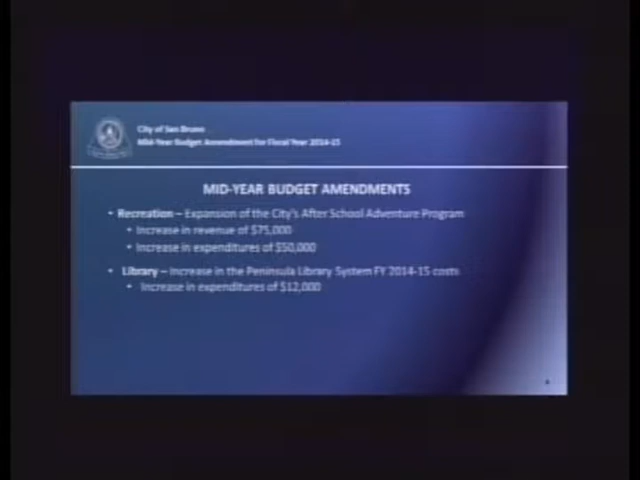 City of San Bruno
Mid-Year Budget Amendment for Fiscal Year 2014-15
MID-YEAR BUDGET AMENDMENTS
• Recreation – Expansion of the City's After School Adventure Program
• Increase in revenue of $75,000
• Increase in expenditures of $50,000
• Library – Increase in the Peninsula Library System FY 2014-15 costs
• Increase in expenditures of $12,000